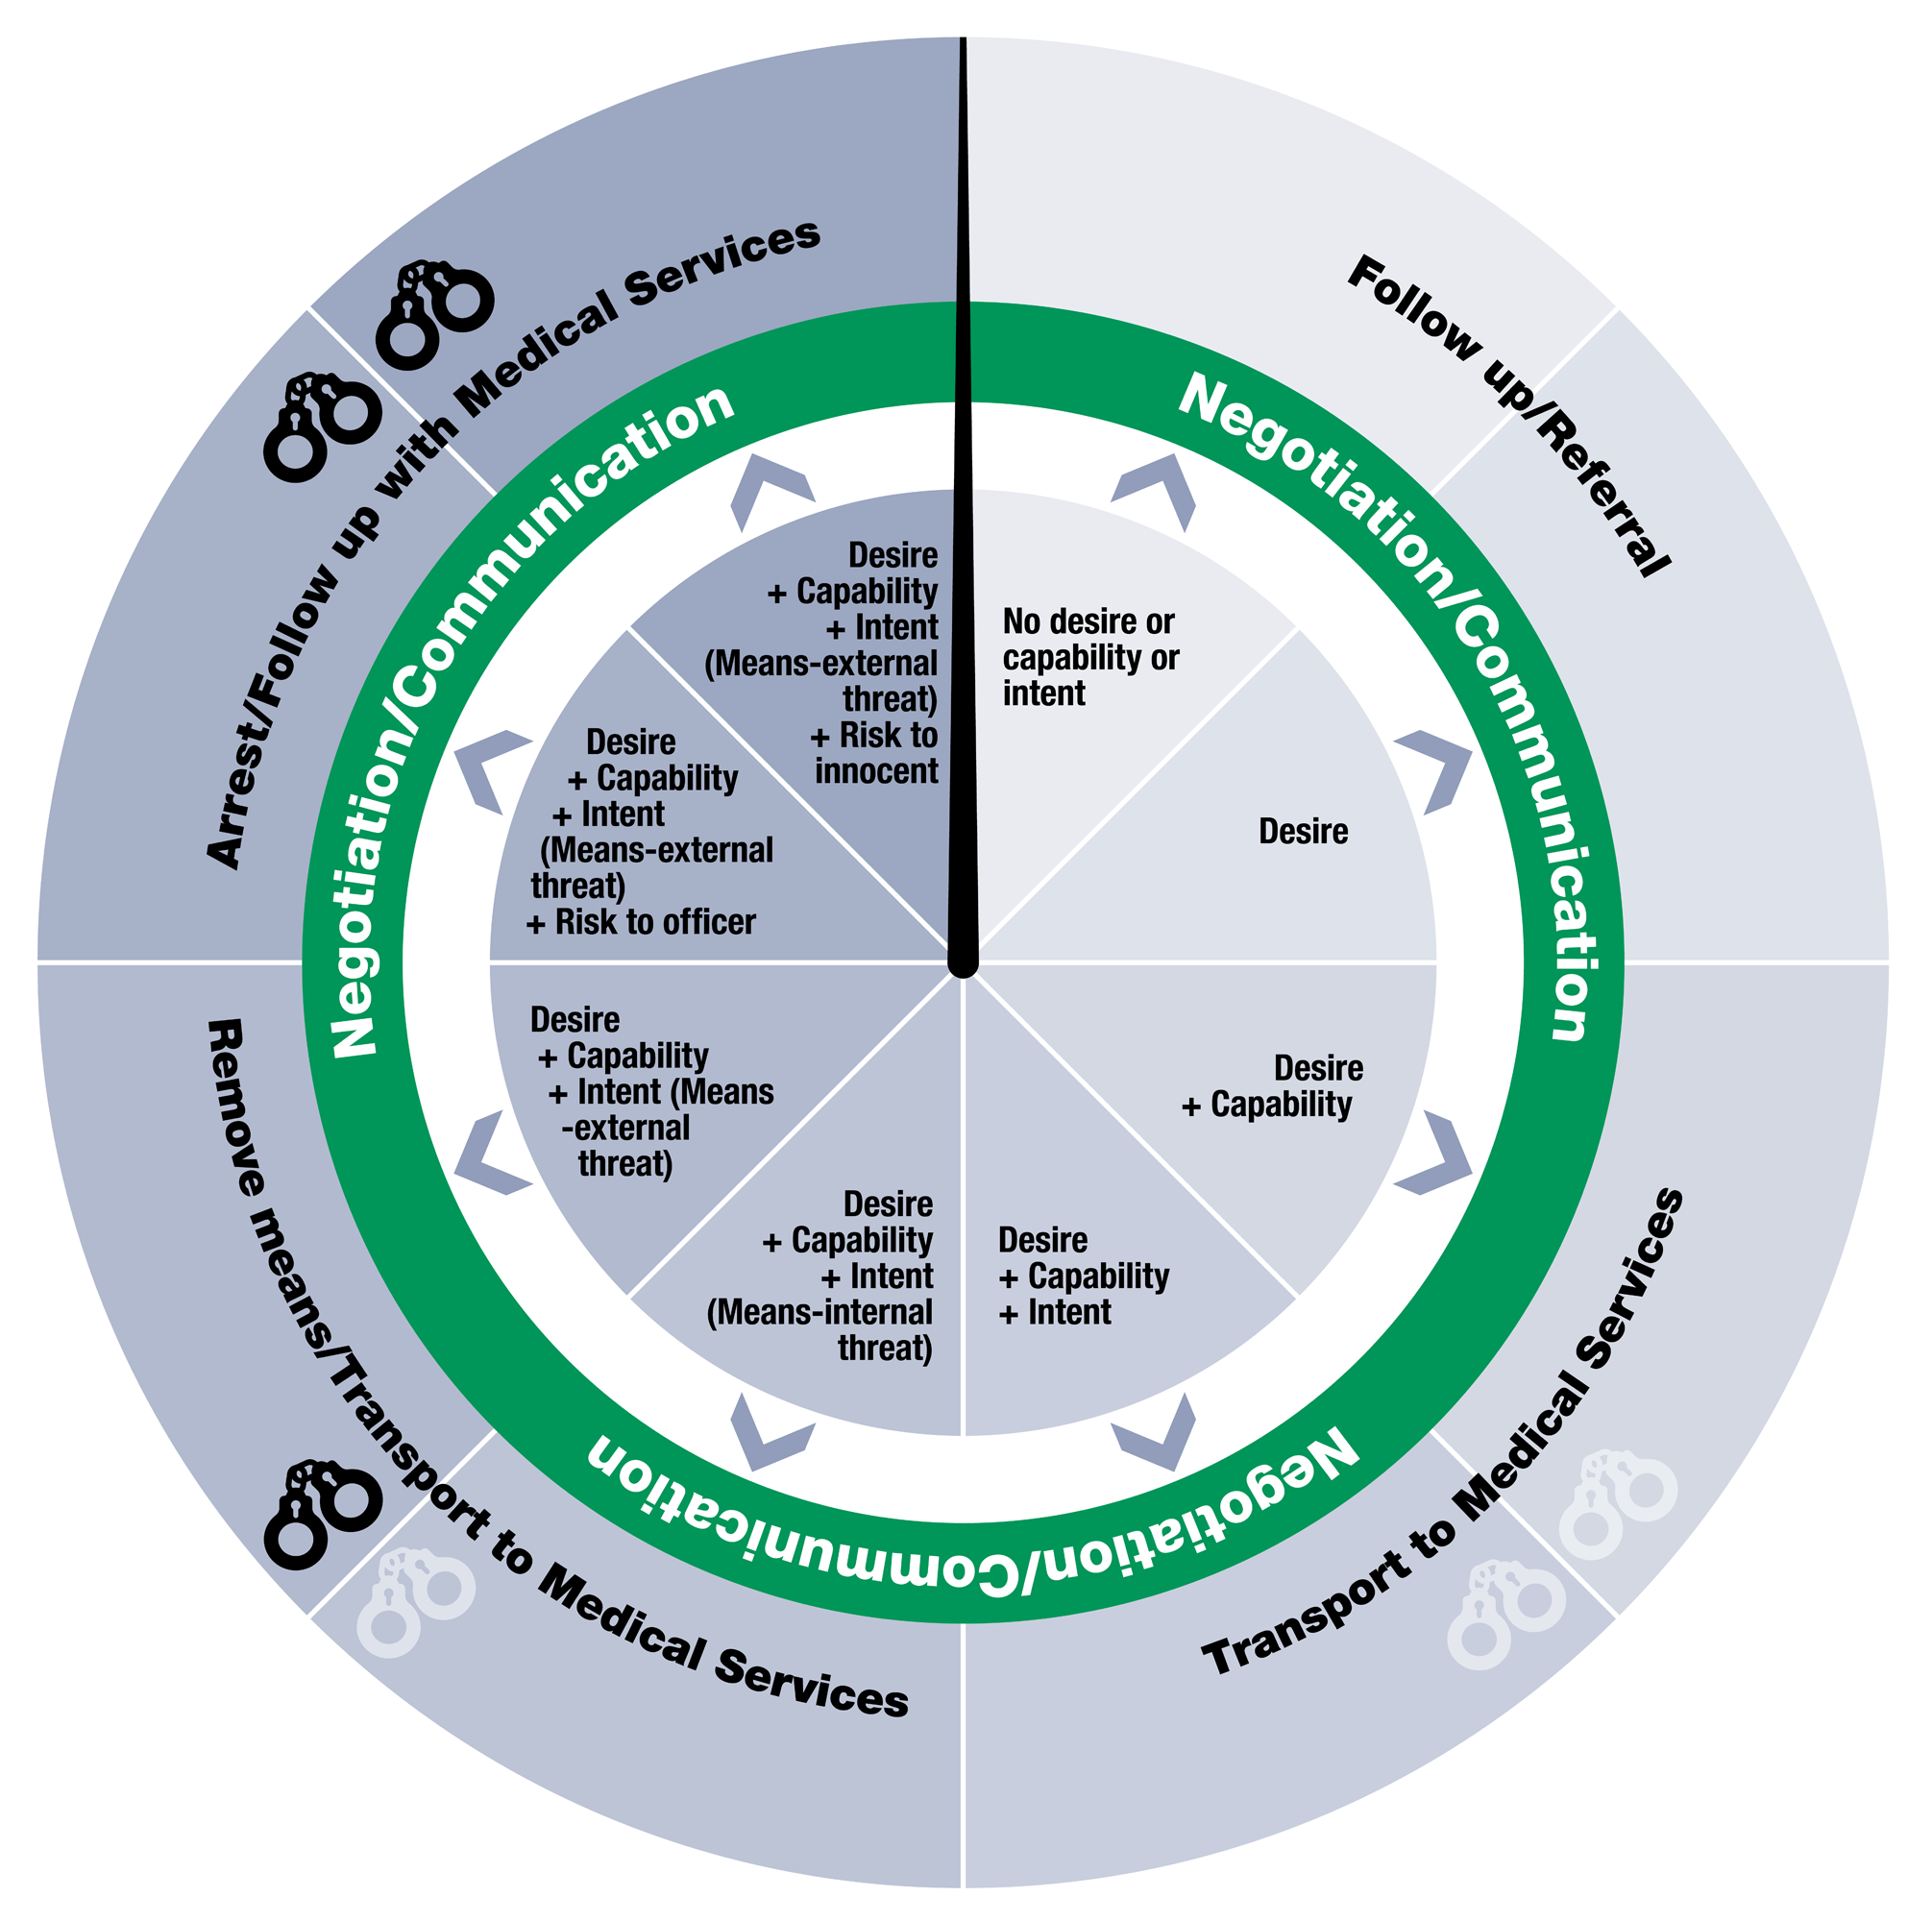 Follow up/Referral
Negotiation/Communication
No desire or
capability or
intent
Desire
Desire
+ Capability
Transport to Medical Services
Desire
+ Capability
+ Intent
Negotiation/Communication
Desire
+ Capability
+ Intent
(Means-internal
threat)
Remove means/Transport to Medical Services
Desire
+ Capability
+ Intent (Means
-external
threat)
Arrest/Follow up with Medical Services
Negotiation/Communication
Desire
+ Capability
+ Intent
(Means-external
threat)
+ Risk to officer
Desire
+ Capability
+ Intent
(Means-external
threat)
+ Risk to
innocent